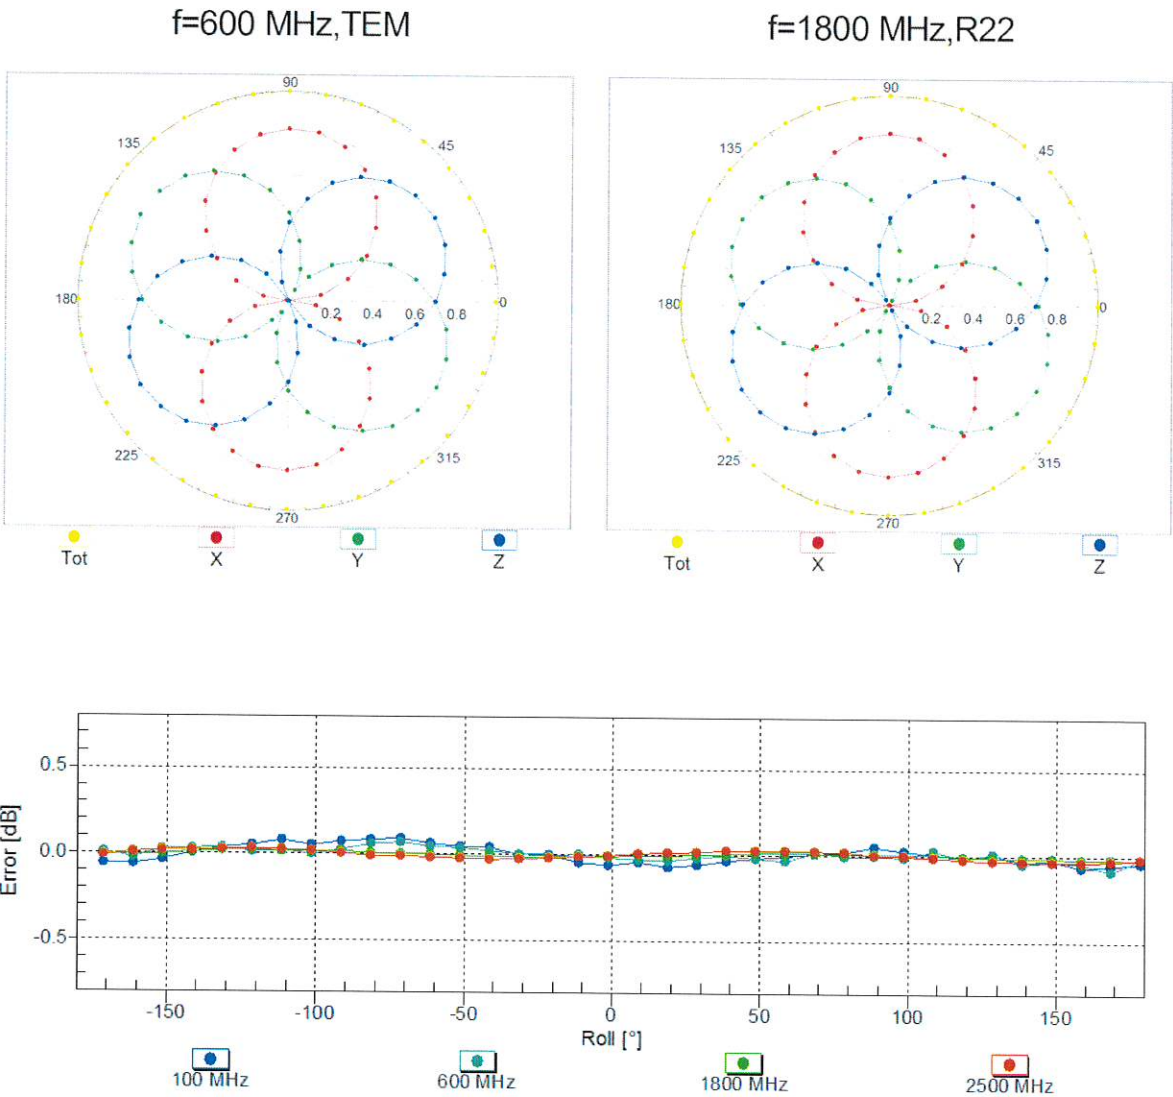 f=600 MHz,TEM
f=1800 MHz,R22
90
135
45
180
0
0.2 0.4 0.6 0.8
225
315
270
Tot X Y Z
90
135
45
180
0
0.2 0.4 0.6 0.8
225
315
270
Tot X Y Z
Error [dB]
0.5
0.0
-0.5
-150 -100 -50 0 50 100 150
Roll [°]
100 MHz 600 MHz 1800 MHz 2500 MHz